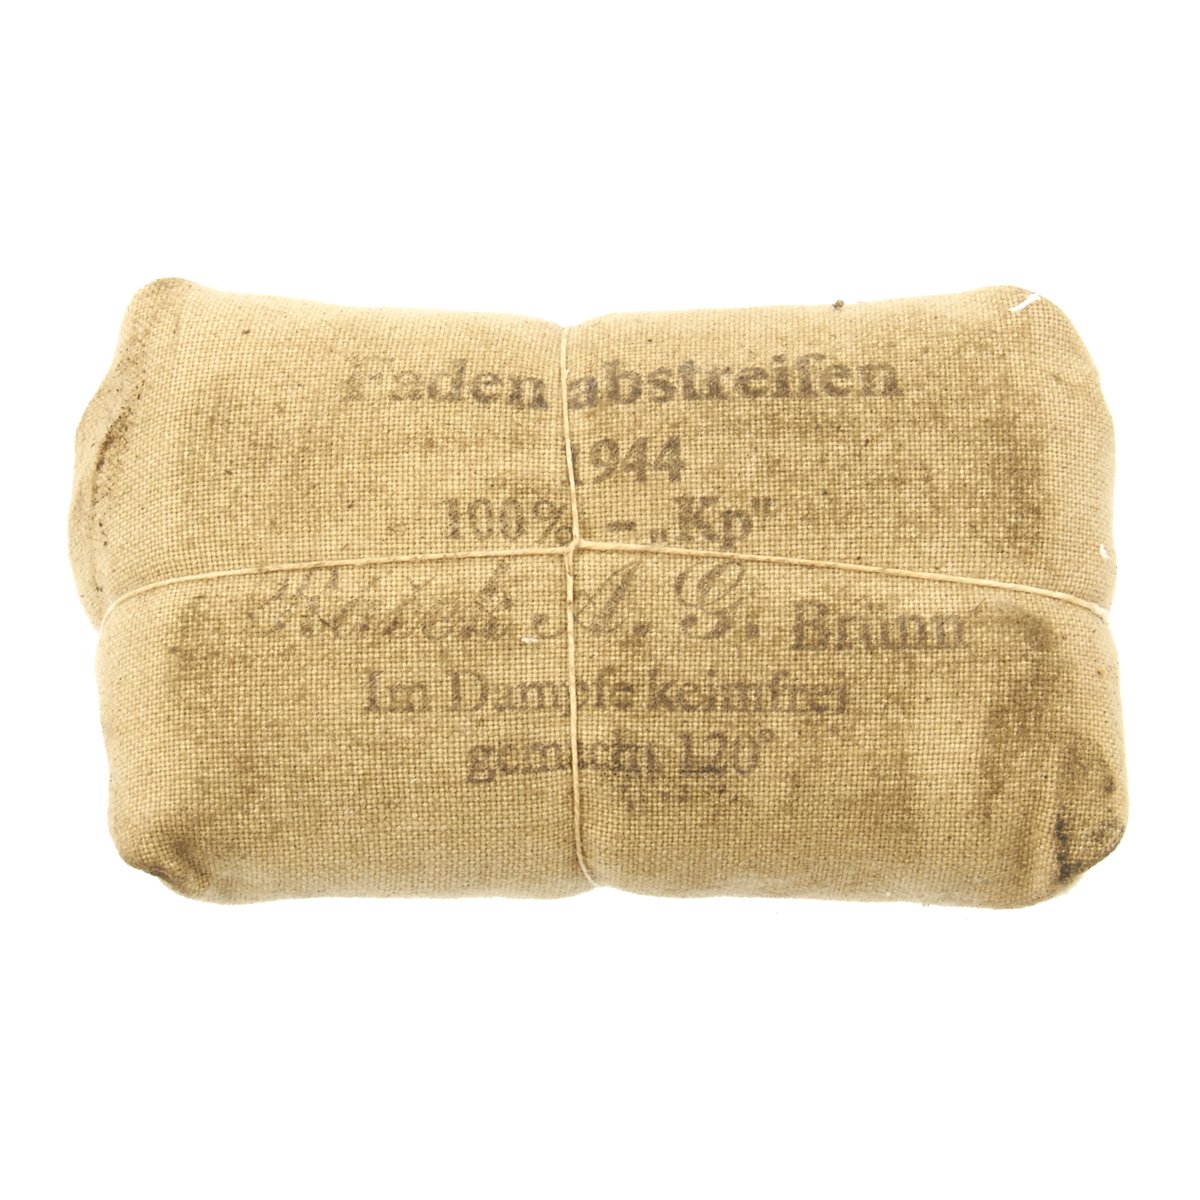 Faden abstreifen
1944
100% - „Kp"
A. G. Brünn
Im Dampfe keimfrei
gemacht, 120°